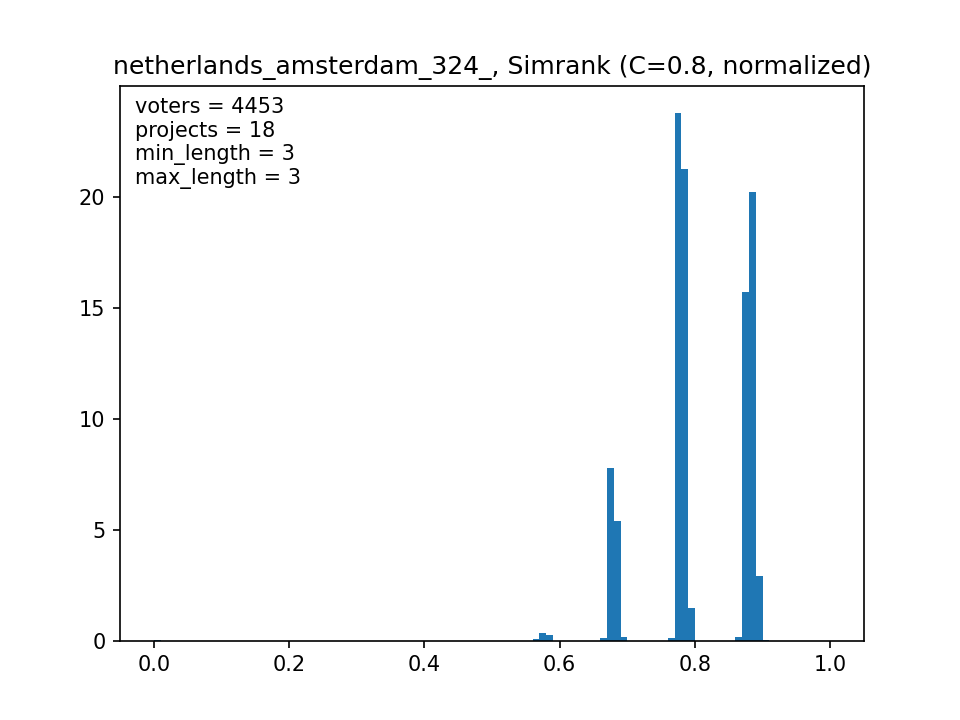 netherlands_amsterdam_324_, Simrank (C=0.8, normalized)
voters = 4453
projects = 18
min_length = 3
max_length = 3
20
15
10
5
0
0.0 0.2 0.4 0.6 0.8 1.0